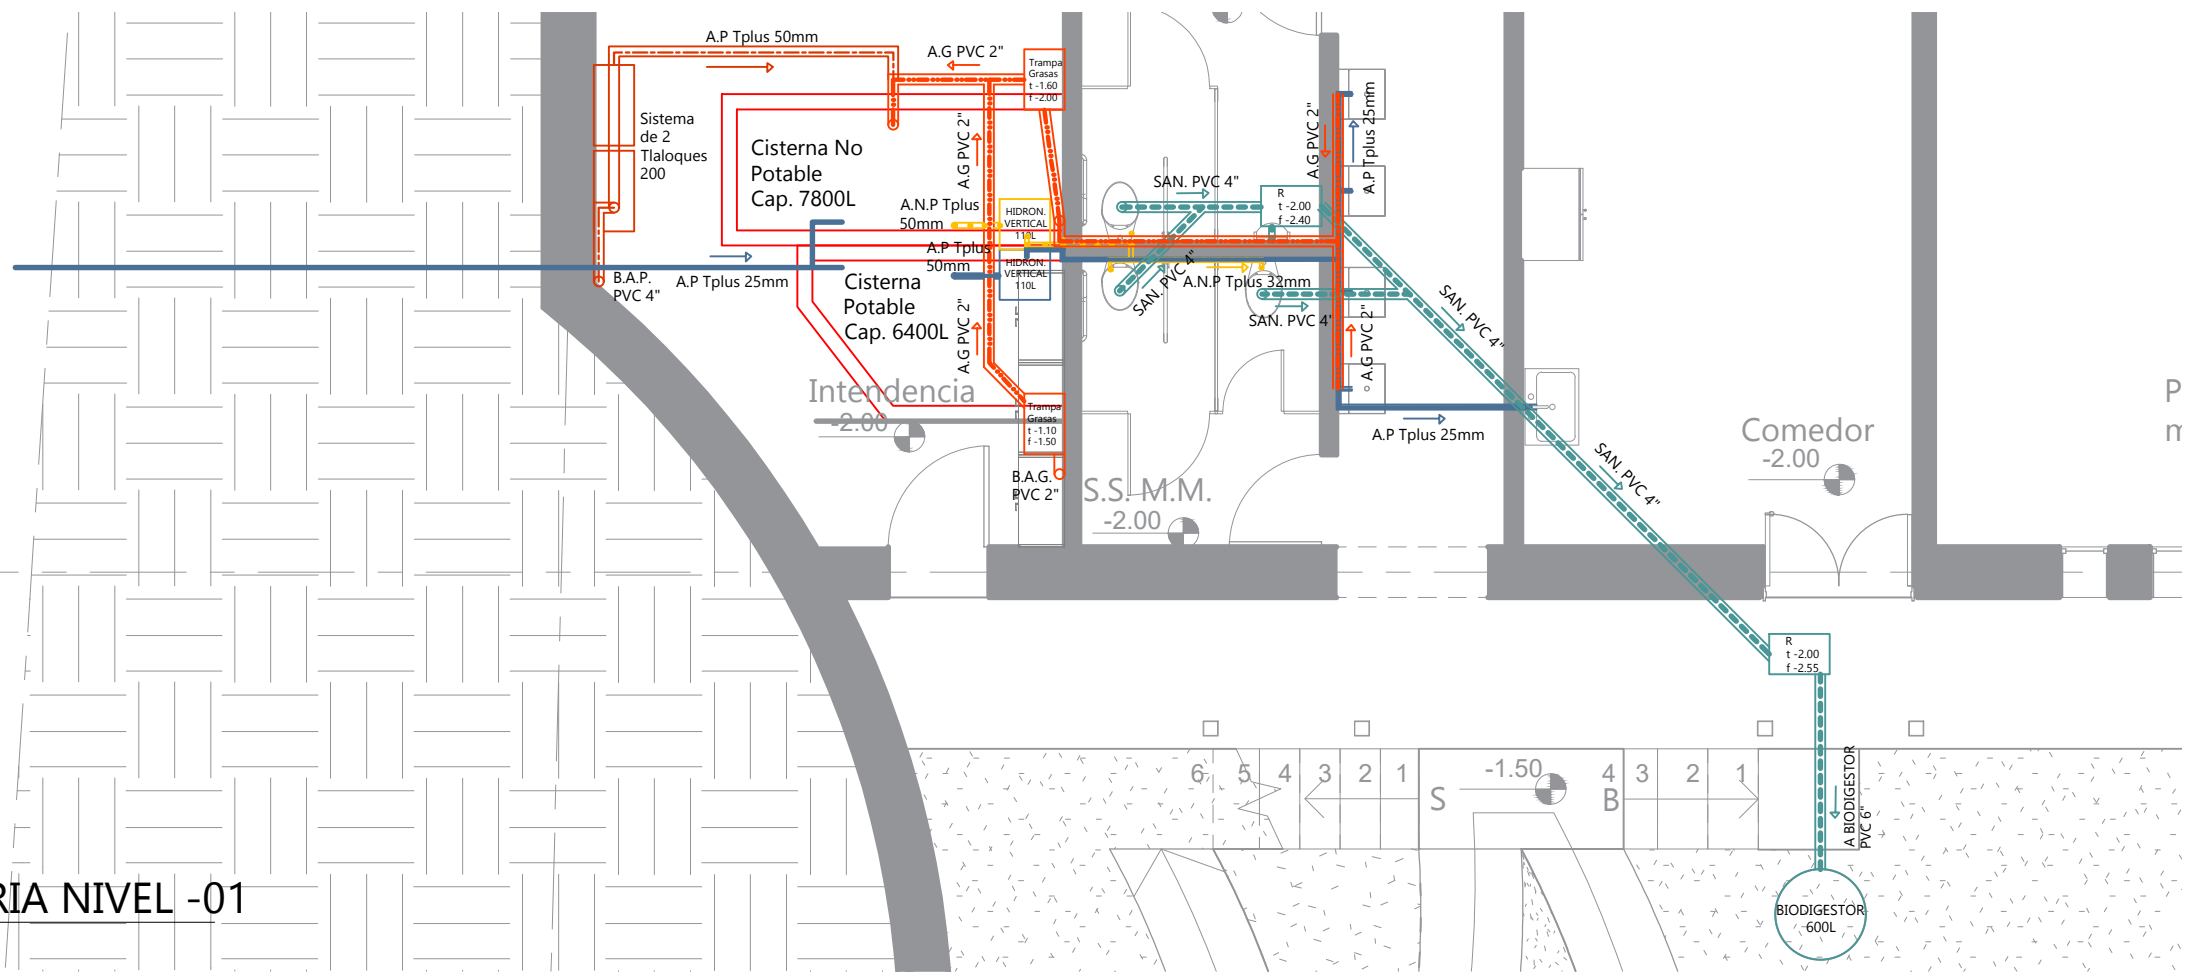 A.P Tplus 50mm
A.G PVC 2"
Trampa
Grasas
t -1.60
f -2.00
Sistema
de 2
Tlaloques
200
Cisterna No
Potable
Cap. 7800L
A.G PVC 2"
A.G PVC 2"
A.P Tplus 25mm
SAN. PVC 4"
R
t -2.00
f -2.40
A.N.P Tplus
50mm
HIDRON.
VERTICAL
110L
A.P Tplus
50mm
HIDRON.
VERTICAL
110L
B.A.P.
PVC 4"
A.P Tplus 25mm
Cisterna
Potable
Cap. 6400L
A.G PVC 2"
SAN. PVC 4"
A.N.P Tplus 32mm
SAN. PVC 4"
A.G PVC 2"
SAN. PVC 4"
Intendencia
-2.00
Trampa
Grasas
t -1.10
f -1.50
A.P Tplus 25mm
Comedor
-2.00
P
m
SAN. PVC 4"
B.A.G.
PVC 2"
S.S. M.M.
-2.00
R
t -2.00
f -2.55
6 5 4 3 2 1
S
-1.50
4 3 2 1
B
A BIODIGESTOR
PVC 6"
BIODIGESTOR
600L
RIA NIVEL -01